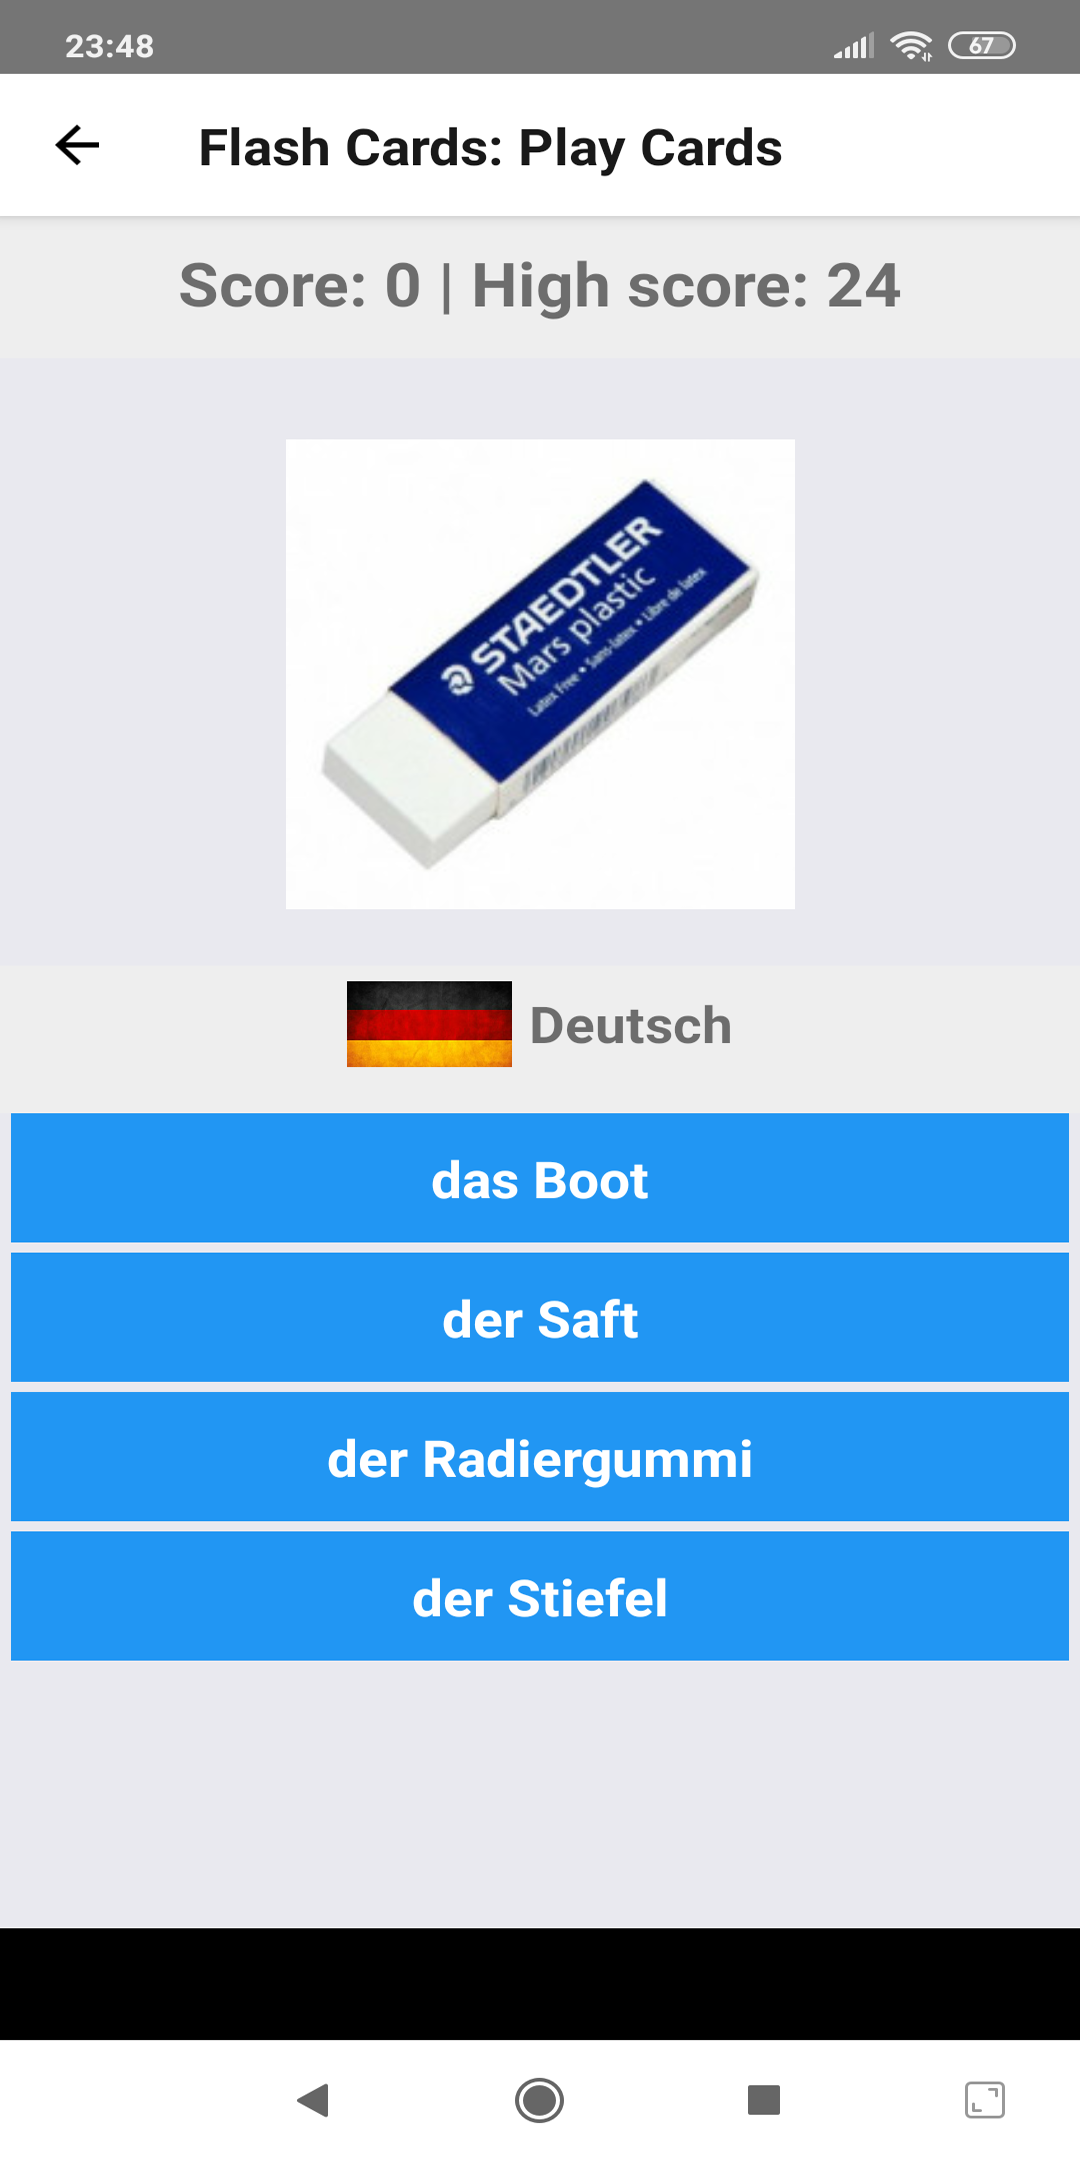 23:48
67
Flash Cards: Play Cards
Score: 0 | High score: 24
STAEDTLER
Mars plastic
Latex Free • Sans-latex • Libre de latex
Deutsch
das Boot
der Saft
der Radiergummi
der Stiefel